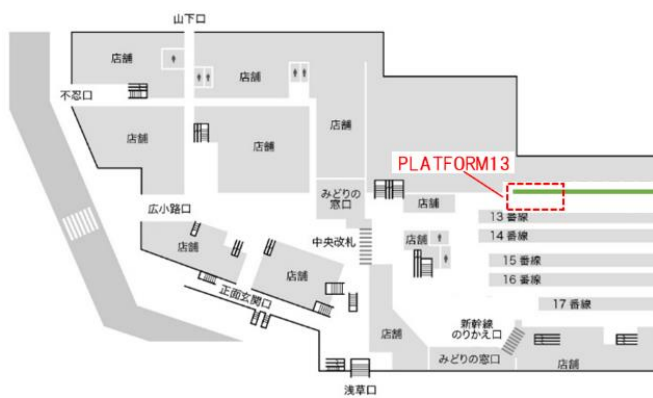 山下口
店舗
不忍口
店舗
店舗
店舗
店舗
PLATFORM13
みどりの
窓口
店舗
広小路口
13 番線
中央改札
店舗
14 番線
店舗
店舗
15 番線
16 番線
正面玄関口
17 番線
新幹線
のりかえ口
店舗
みどりの窓口
店舗
浅草口